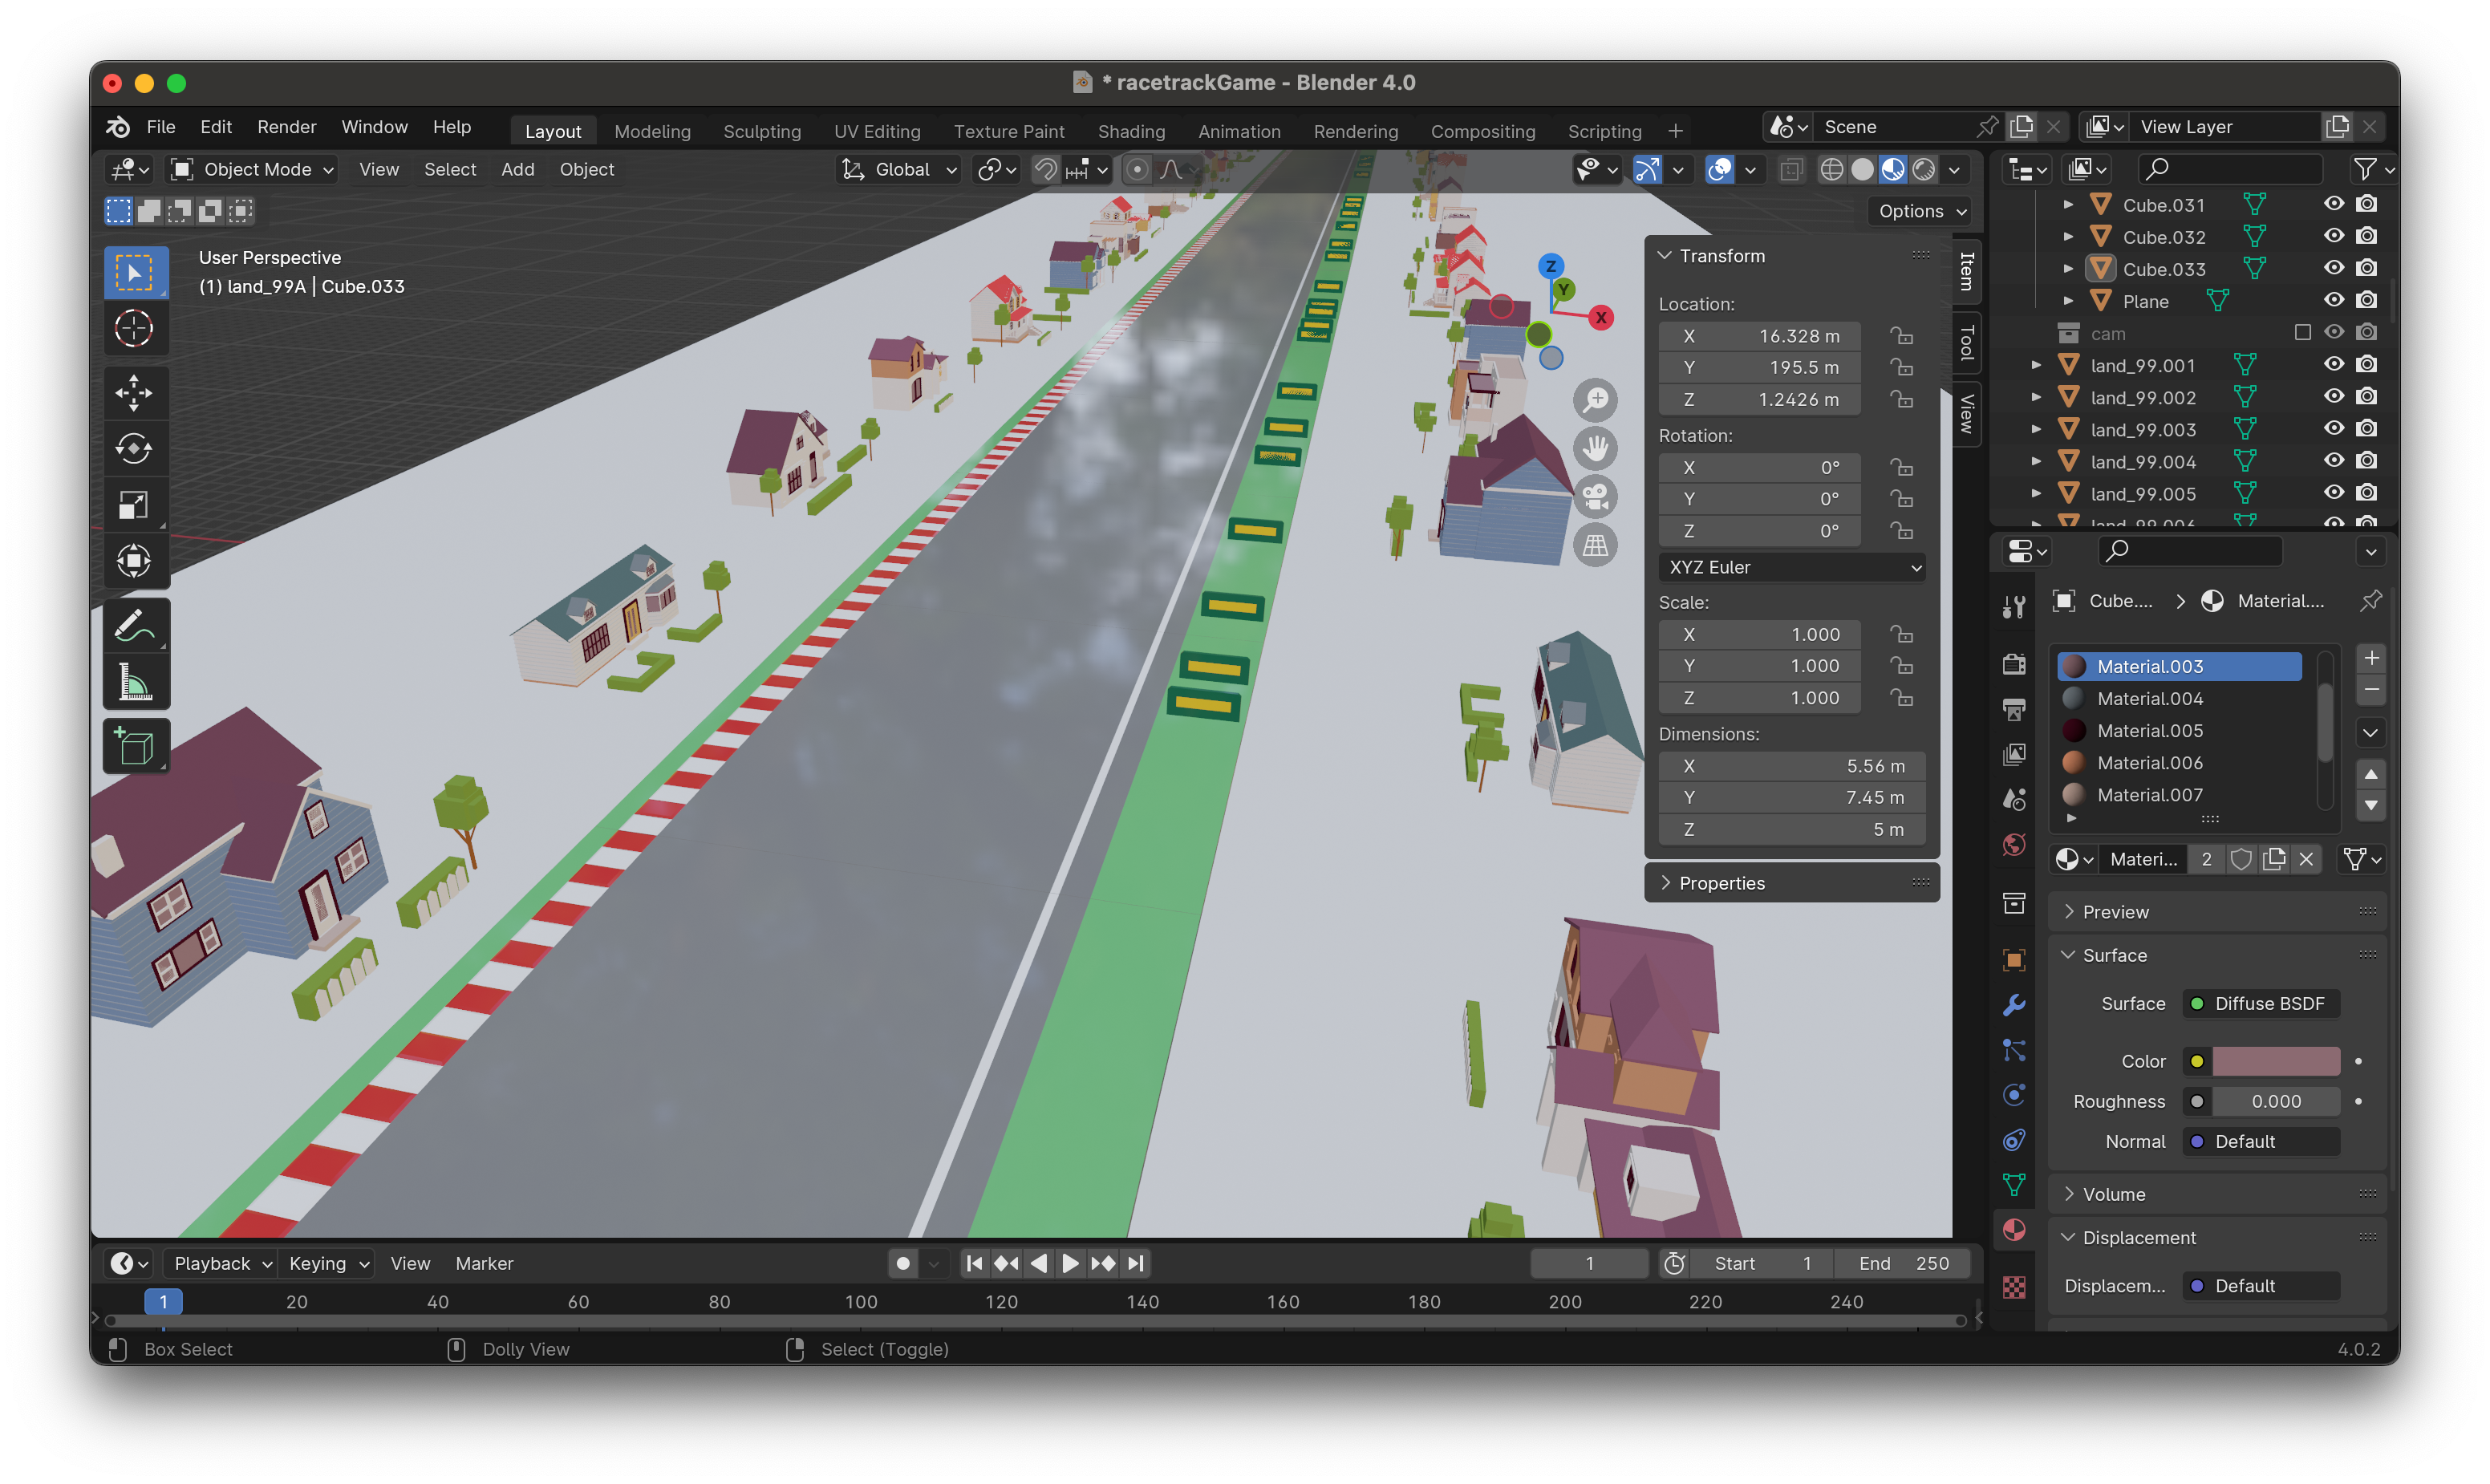 * racetrackGame - Blender 4.0
File Edit Render Window Help Layout Modeling Sculpting UV Editing Texture Paint Shading Animation Rendering Compositing Scripting + Scene View Layer
Object Mode View Select Add Object Global
Options
User Perspective
(1) land_99A | Cube.033
Z
Y
X
Transform
Location:
X 16.328 m
Y 195.5 m
Z 1.2426 m
Rotation:
X 0°
Y 0°
Z 0°
XYZ Euler
Scale:
X 1.000
Y 1.000
Z 1.000
Dimensions:
X 5.56 m
Y 7.45 m
Z 5 m
Properties
Item
Tool
View
Cube.031
Cube.032
Cube.033
Plane
cam
land_99.001
land_99.002
land_99.003
land_99.004
land_99.005
land_99.006
Cube.... Material....
Material.003
Material.004
Material.005
Material.006
Material.007
Materi... 2
Preview
Surface
Surface Diffuse BSDF
Color
Roughness 0.000
Normal Default
Volume
Displacement
Displacem... Default
Playback Keying View Marker 1 Start 1 End 250
1 20 40 60 80 100 120 140 160 180 200 220 240
Box Select Dolly View Select (Toggle) 4.0.2